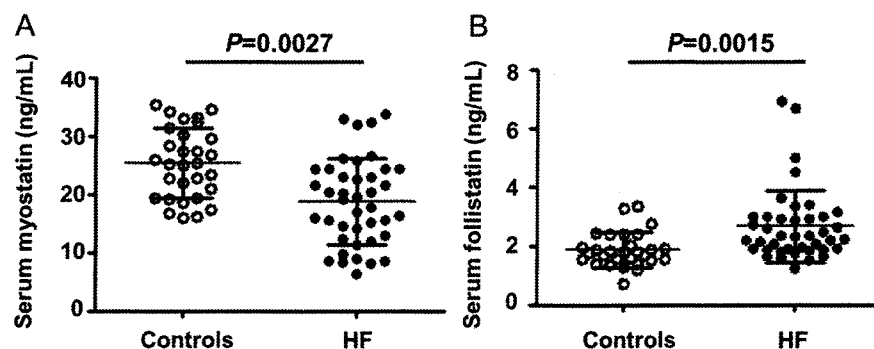 A
P=0.0027
Serum myostatin (ng/mL)
40
30
20
10
0
Controls
HF
B
P=0.0015
Serum follistatin (ng/mL)
8
6
4
2
0
Controls
HF